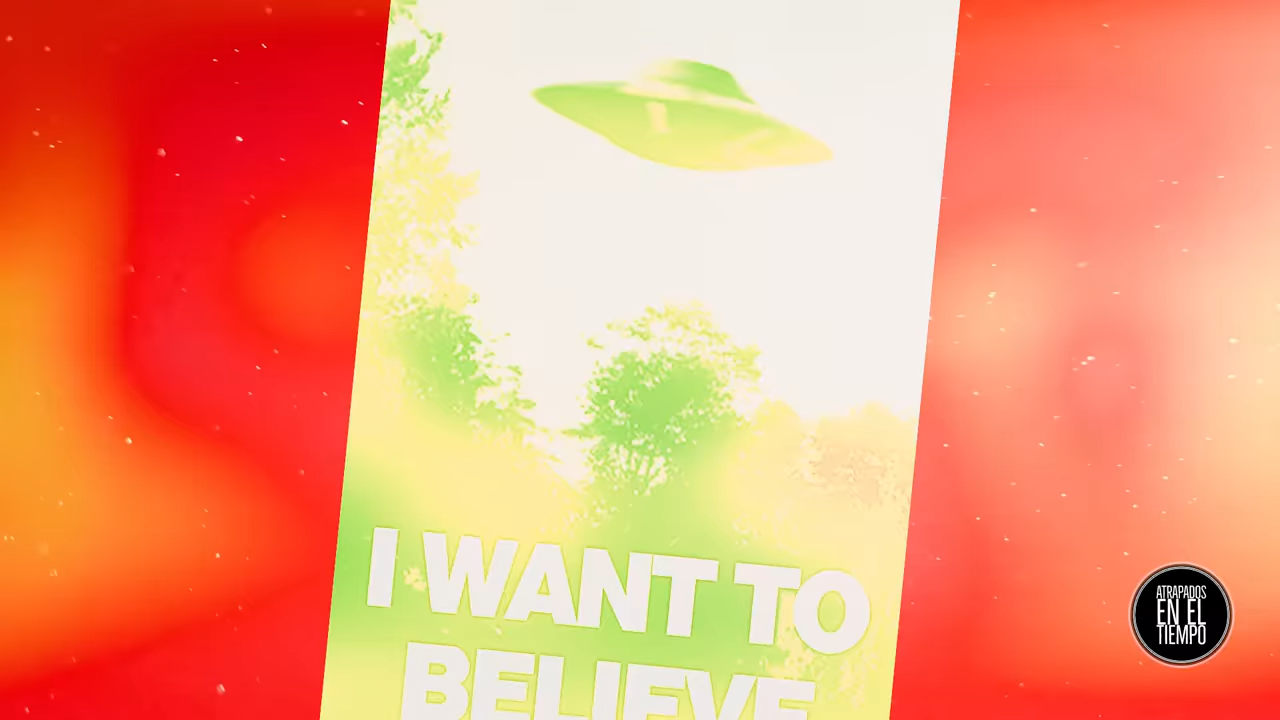 I WANT TO
BELIEVE
ATRAPADOS
EN EL
TIEMPO